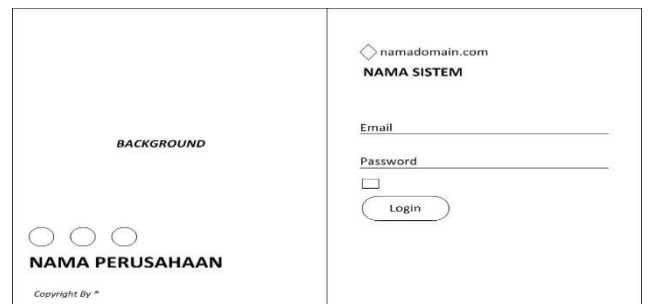 BACKGROUND
NAMA PERUSAHAAN
Copyright By ®
namadomain.com
NAMA SISTEM
Email
Password
Login